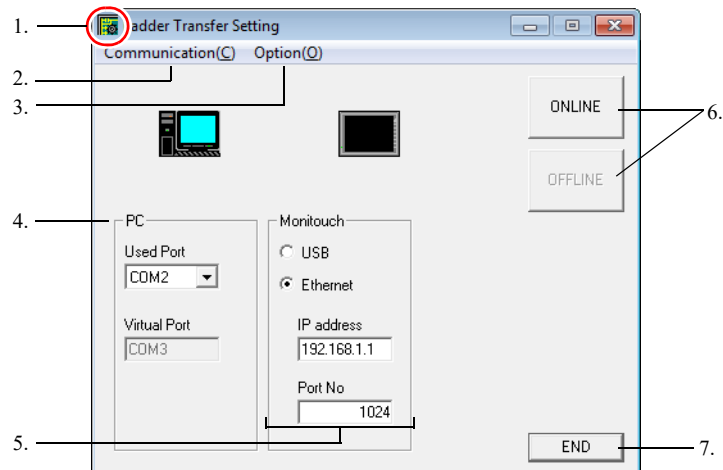 1.
adder Transfer Setting
Communication(C) Option(O)
2.
3.
ONLINE
6.
OFFLINE
4.
PC
Monitouch
Used Port
USB
COM2
Ethernet
Virtual Port
IP address
COM3
192.168.1.1
Port No
1024
5.
END
7.